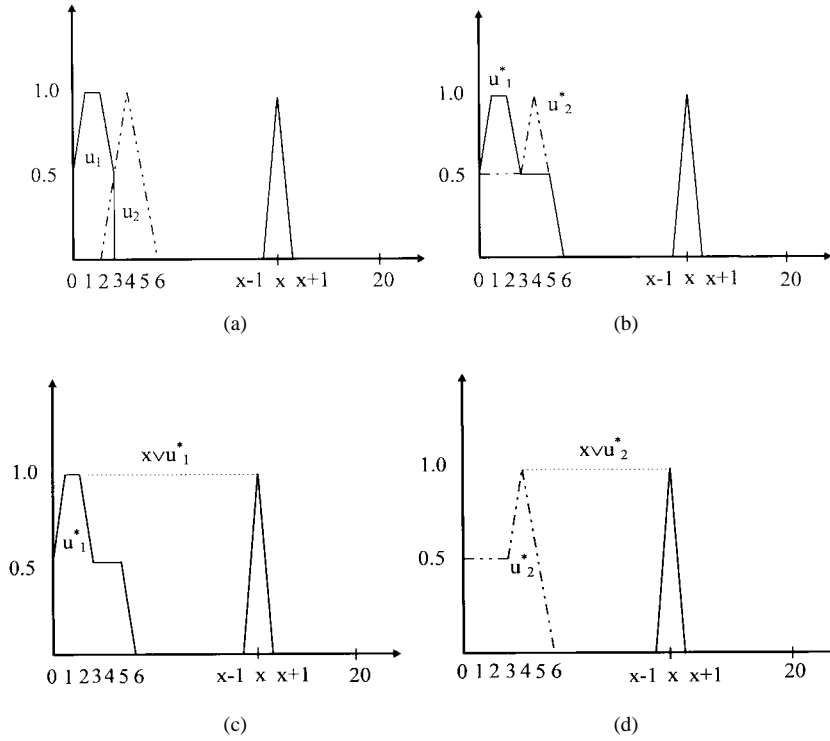 1.0
0.5
u₁
u₂
0 1 2 3 4 5 6
x-1 x x+1
20
(a)
1.0
0.5
u*₁
u*₂
0 1 2 3 4 5 6
x-1 x x+1
20
(b)
x∨u*₁
1.0
u*₁
0.5
0 1 2 3 4 5 6
x-1 x x+1
20
(c)
x∨u*₂
1.0
0.5
u*₂
0 1 2 3 4 5 6
x-1 x x+1
20
(d)